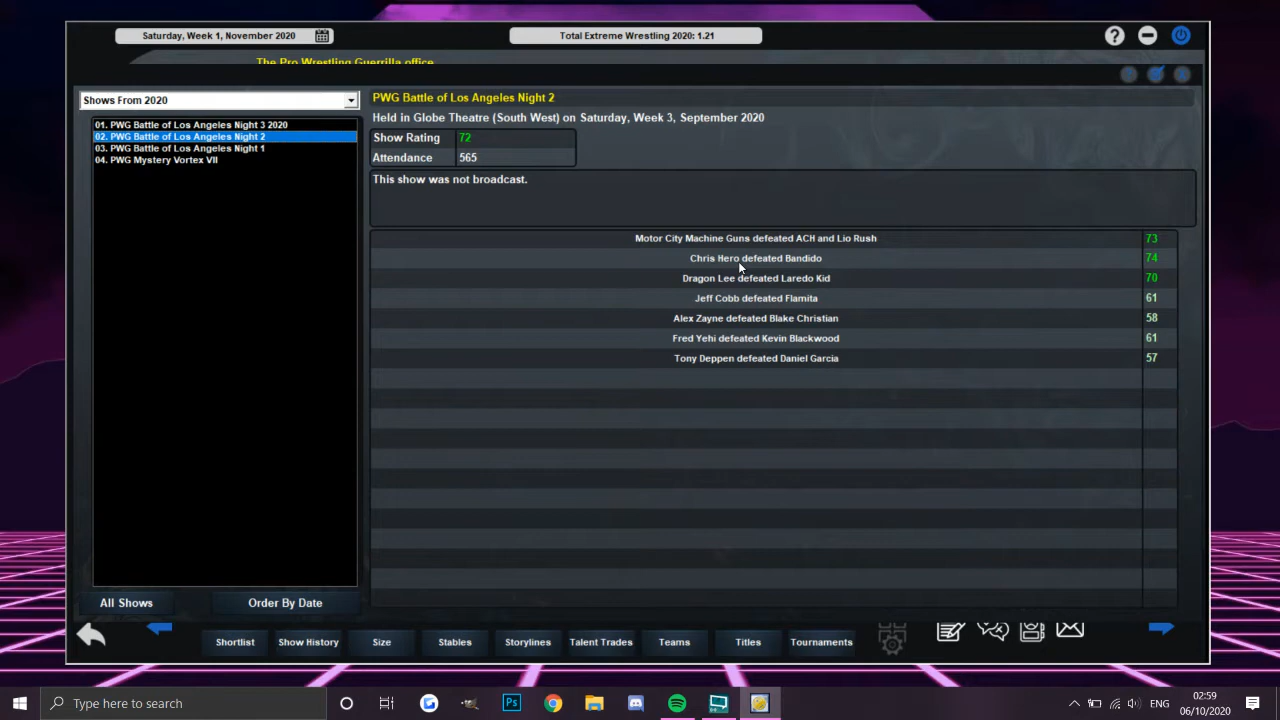 Saturday, Week 1, November 2020
Total Extreme Wrestling 2020: 1.21
The Pro Wrestling Guerrilla office
Shows From 2020
01. PWG Battle of Los Angeles Night 3 2020
02. PWG Battle of Los Angeles Night 2
03. PWG Battle of Los Angeles Night 1
04. PWG Mystery Vortex VII
PWG Battle of Los Angeles Night 2
Held in Globe Theatre (South West) on Saturday, Week 3, September 2020
Show Rating 72
Attendance 565
This show was not broadcast.
Motor City Machine Guns defeated ACH and Lio Rush 73
Chris Hero defeated Bandido 74
Dragon Lee defeated Laredo Kid 70
Jeff Cobb defeated Flamita 61
Alex Zayne defeated Blake Christian 58
Fred Yehi defeated Kevin Blackwood 61
Tony Deppen defeated Daniel Garcia 57
All Shows Order By Date
Shortlist Show History Size Stables Storylines Talent Trades Teams Titles Tournaments
Type here to search
Ps
ENG
02:59
06/10/2020